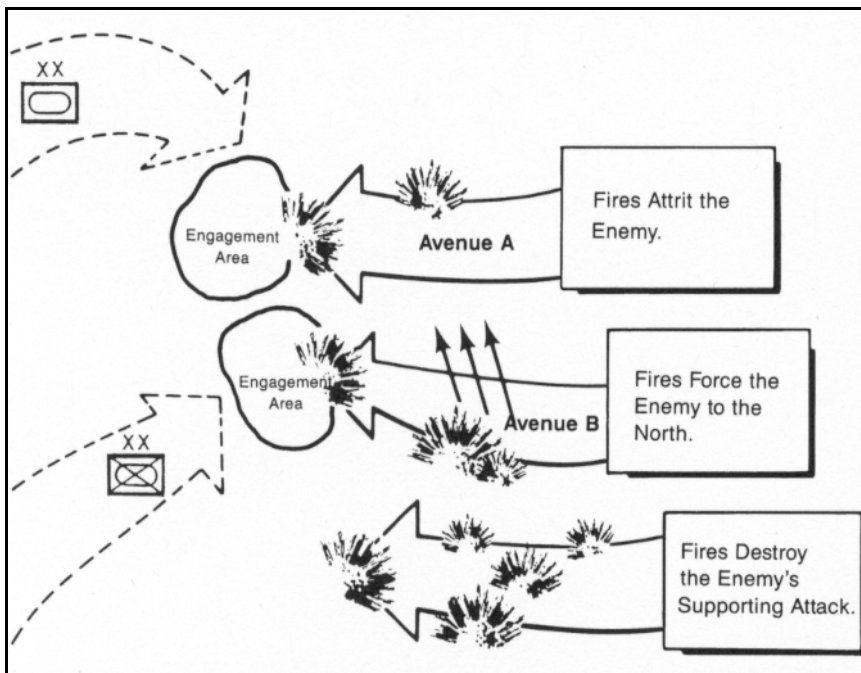 XX
Engagement
Area
Avenue A
Fires Attrit the
Enemy.
Engagement
Area
Avenue B
Fires Force the
Enemy to the
North.
XX
Fires Destroy
the Enemy's
Supporting Attack.